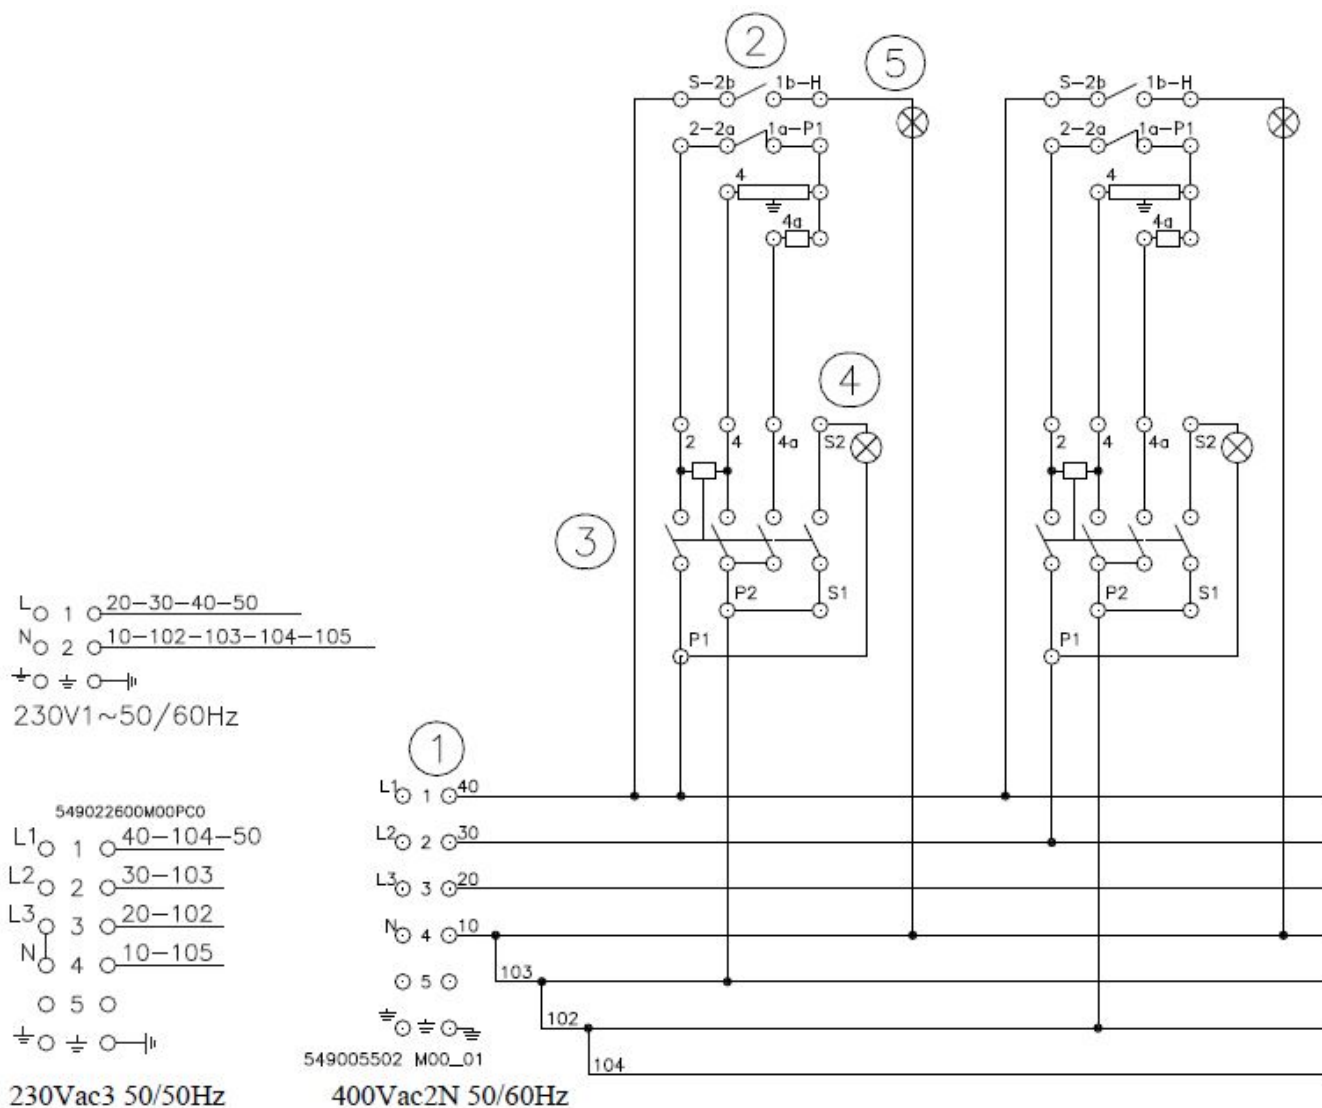 2
5
S-2b 1b-H
S-2b 1b-H
2-2a 1a-P1
2-2a 1a-P1
4
4
4a
4a
4
2 4 4a S2
2 4 4a S2
3
P2 S1
P2 S1
P1
P1
L 1 20-30-40-50
N 2 10-102-103-104-105
230V1~50/60Hz
549022600M00PC0
L1 1 40-104-50
L2 2 30-103
L3 3 20-102
N 4 10-105
5
230Vac3 50/50Hz
1
L1 1 40
L2 2 30
L3 3 20
N 4 10
5 103
102
104
549005502 M00_01
400Vac2N 50/60Hz